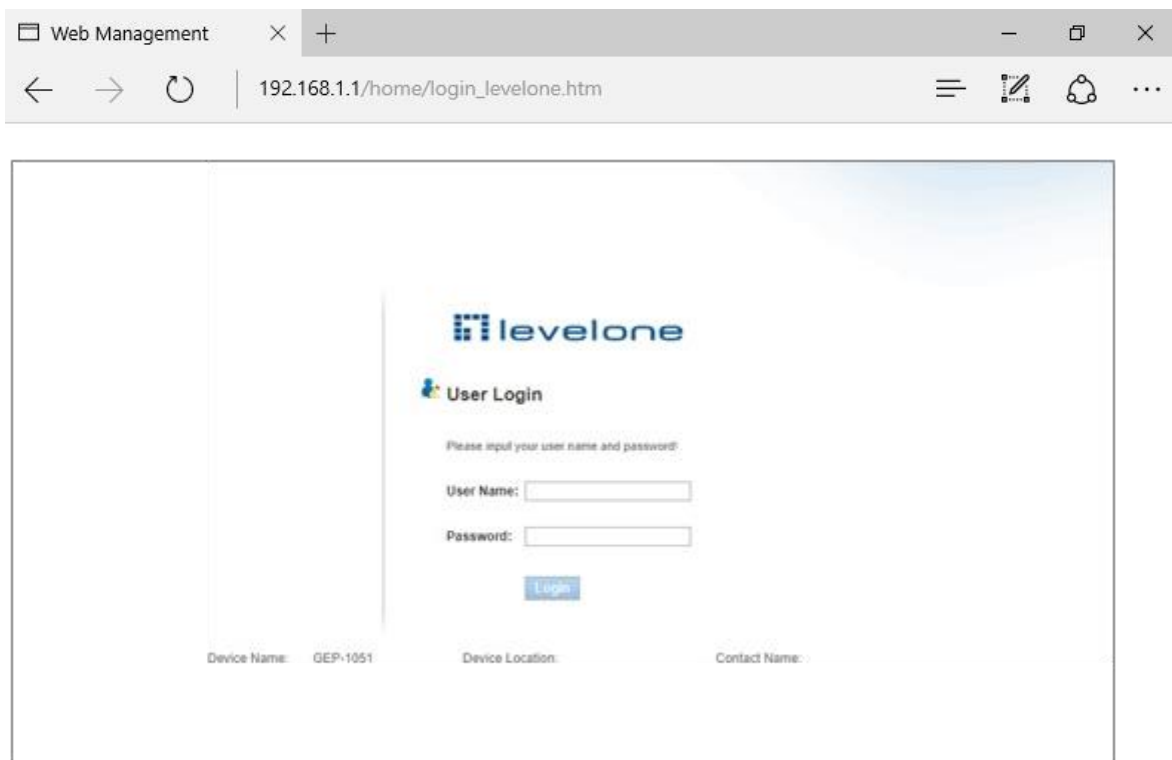 Web Management
192.168.1.1/home/login_levelone.htm
levelone
User Login
Please input your user name and password!
User Name:
Password:
Login
Device Name: GEP-1051 Device Location: Contact Name: